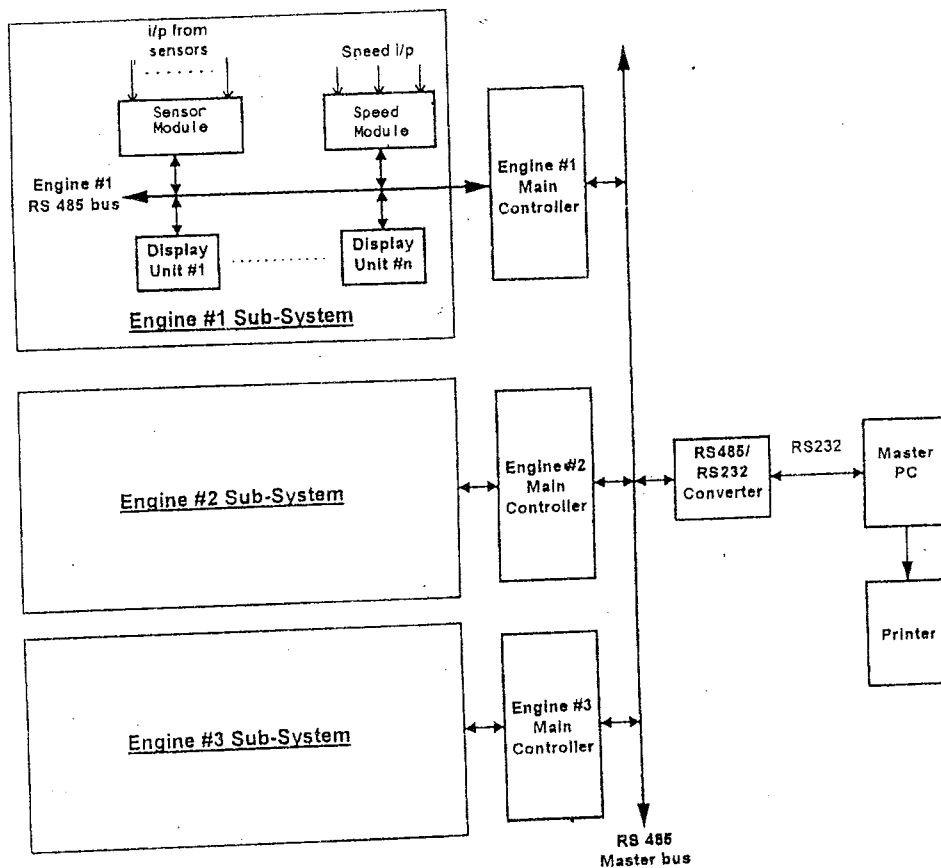 i/p from
sensors
Speed i/p
Sensor
Module
Speed
Module
Engine #1
RS 485 bus
Engine #1
Main
Controller
Display
Unit #1
Display
Unit #n
Engine #1 Sub-System
Engine #2 Sub-System
Engine #2
Main
Controller
RS485/
RS232
Converter
RS232
Master
PC
Printer
Engine #3 Sub-System
Engine #3
Main
Controller
RS 485
Master bus